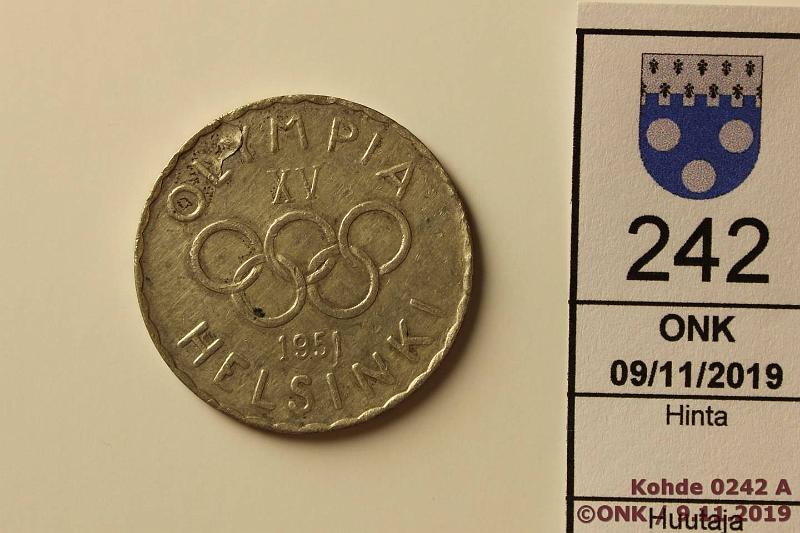 OLYMPIA
XV
1951
HELSINKI
242
ONK
09/11/2019
Hinta
Kohde 0242 A
©ONK / 9.11.2019
Huutaja